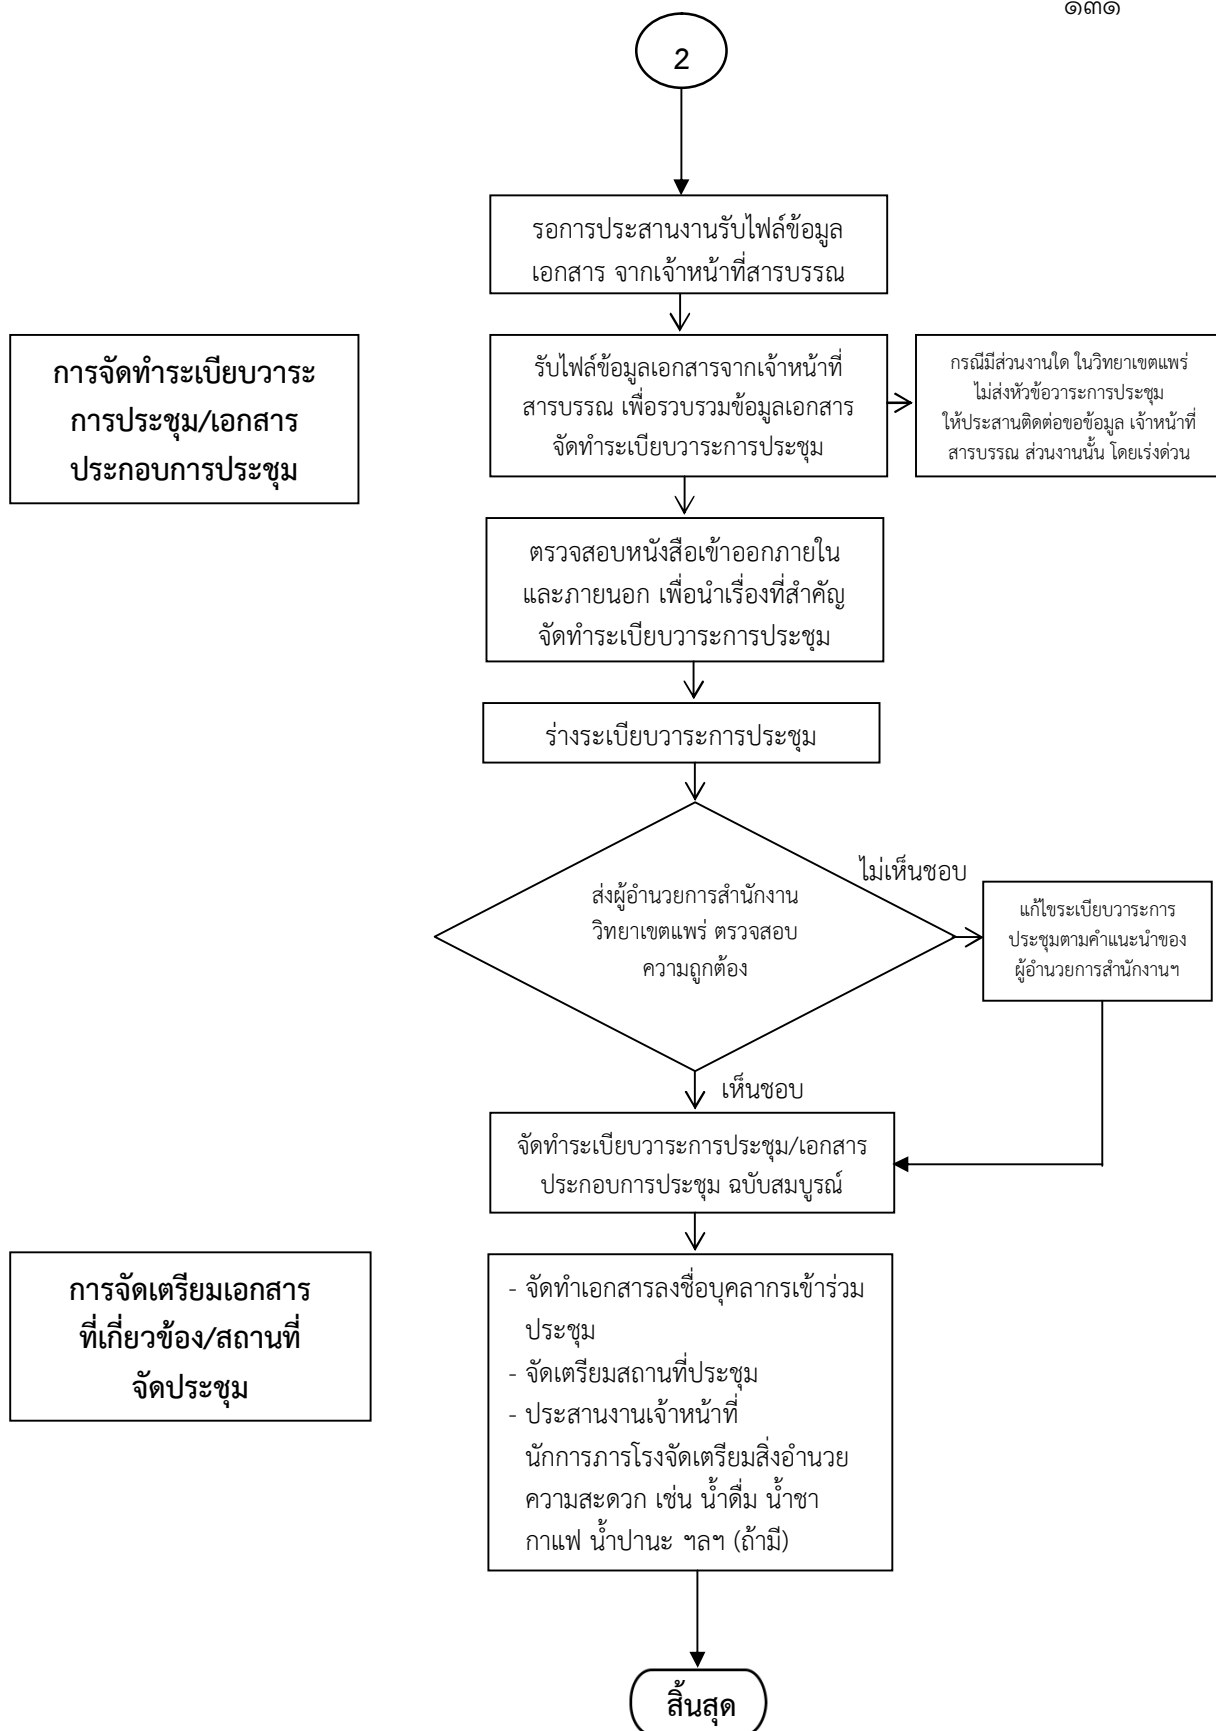 ๑๓๑
2
รอการประสานงานรับไฟล์ข้อมูล
เอกสาร จากเจ้าหน้าที่สารบรรณ
การจัดทำระเบียบวาระ
การประชุม/เอกสาร
ประกอบการประชุม
รับไฟล์ข้อมูลเอกสารจากเจ้าหน้าที่
สารบรรณ เพื่อรวบรวมข้อมูลเอกสาร
จัดทำระเบียบวาระการประชุม
กรณีมีส่วนงานใด ในวิทยาเขตแพร่
ไม่ส่งหัวข้อวาระการประชุม
ให้ประสานติดต่อขอข้อมูล เจ้าหน้าที่
สารบรรณ ส่วนงานนั้น โดยเร่งด่วน
ตรวจสอบหนังสือเข้าออกภายใน
และภายนอก เพื่อนำเรื่องที่สำคัญ
จัดทำระเบียบวาระการประชุม
ร่างระเบียบวาระการประชุม
ส่งผู้อำนวยการสำนักงาน
วิทยาเขตแพร่ ตรวจสอบ
ความถูกต้อง
ไม่เห็นชอบ
แก้ไขระเบียบวาระการ
ประชุมตามคำแนะนำของ
ผู้อำนวยการสำนักงานฯ
เห็นชอบ
จัดทำระเบียบวาระการประชุม/เอกสาร
ประกอบการประชุม ฉบับสมบูรณ์
การจัดเตรียมเอกสาร
ที่เกี่ยวข้อง/สถานที่
จัดประชุม
- จัดทำเอกสารลงชื่อบุคลากรเข้าร่วม
ประชุม
- จัดเตรียมสถานที่ประชุม
- ประสานงานเจ้าหน้าที่
นักการภารโรงจัดเตรียมสิ่งอำนวย
ความสะดวก เช่น น้ำดื่ม น้ำชา
กาแฟ น้ำปานะ ฯลฯ (ถ้ามี)
สิ้นสุด